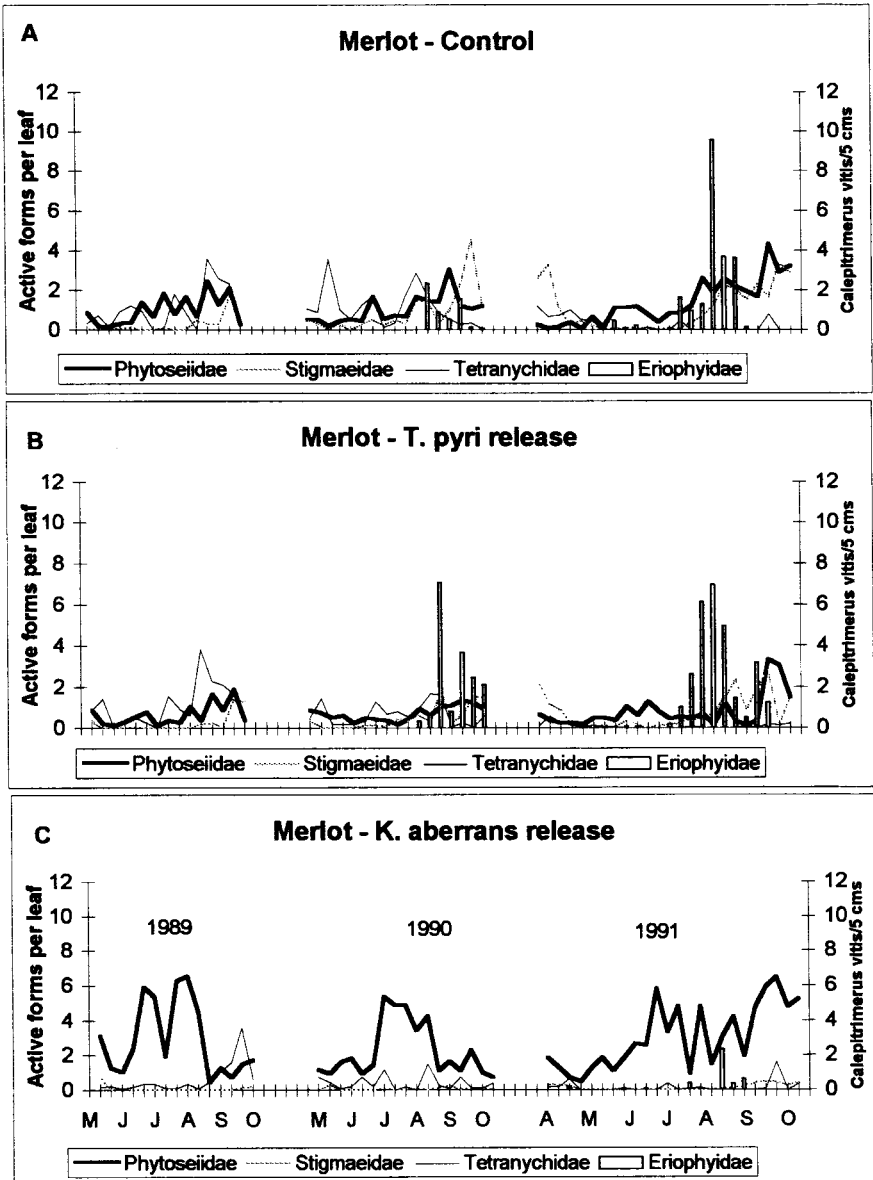 A
Merlot - Control
Active forms per leaf
Calepitrimerus vitis/5 cms
12 12
10 10
8 8
6 6
4 4
2 2
0 0
Phytoseiidae Stigmaeidae Tetranychidae Eriophyidae
B
Merlot - T. pyri release
Active forms per leaf
Calepitrimerus vitis/5 cms
12 12
10 10
8 8
6 6
4 4
2 2
0 0
Phytoseiidae Stigmaeidae Tetranychidae Eriophyidae
C
Merlot - K. aberrans release
Active forms per leaf
Calepitrimerus vitis/5 cms
12 12
10 10
8 8
6 6
4 4
2 2
0 0
1989 1990 1991
M J J A S O M J J A S O A M J J A S O
Phytoseiidae Stigmaeidae Tetranychidae Eriophyidae